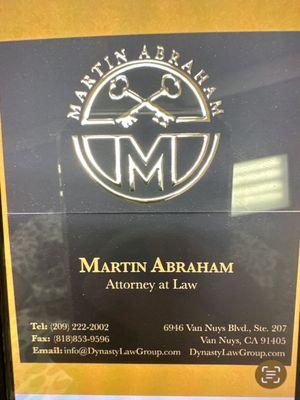 MARTIN ABRAHAM
M
MARTIN ABRAHAM
Attorney at Law
Tel: (209) 222-2002 6946 Van Nuys Blvd., Ste. 207
Fax: (818)853-9596 Van Nuys, CA 91405
Email: info@DynastyLawGroup.com DynastyLawGroup.com